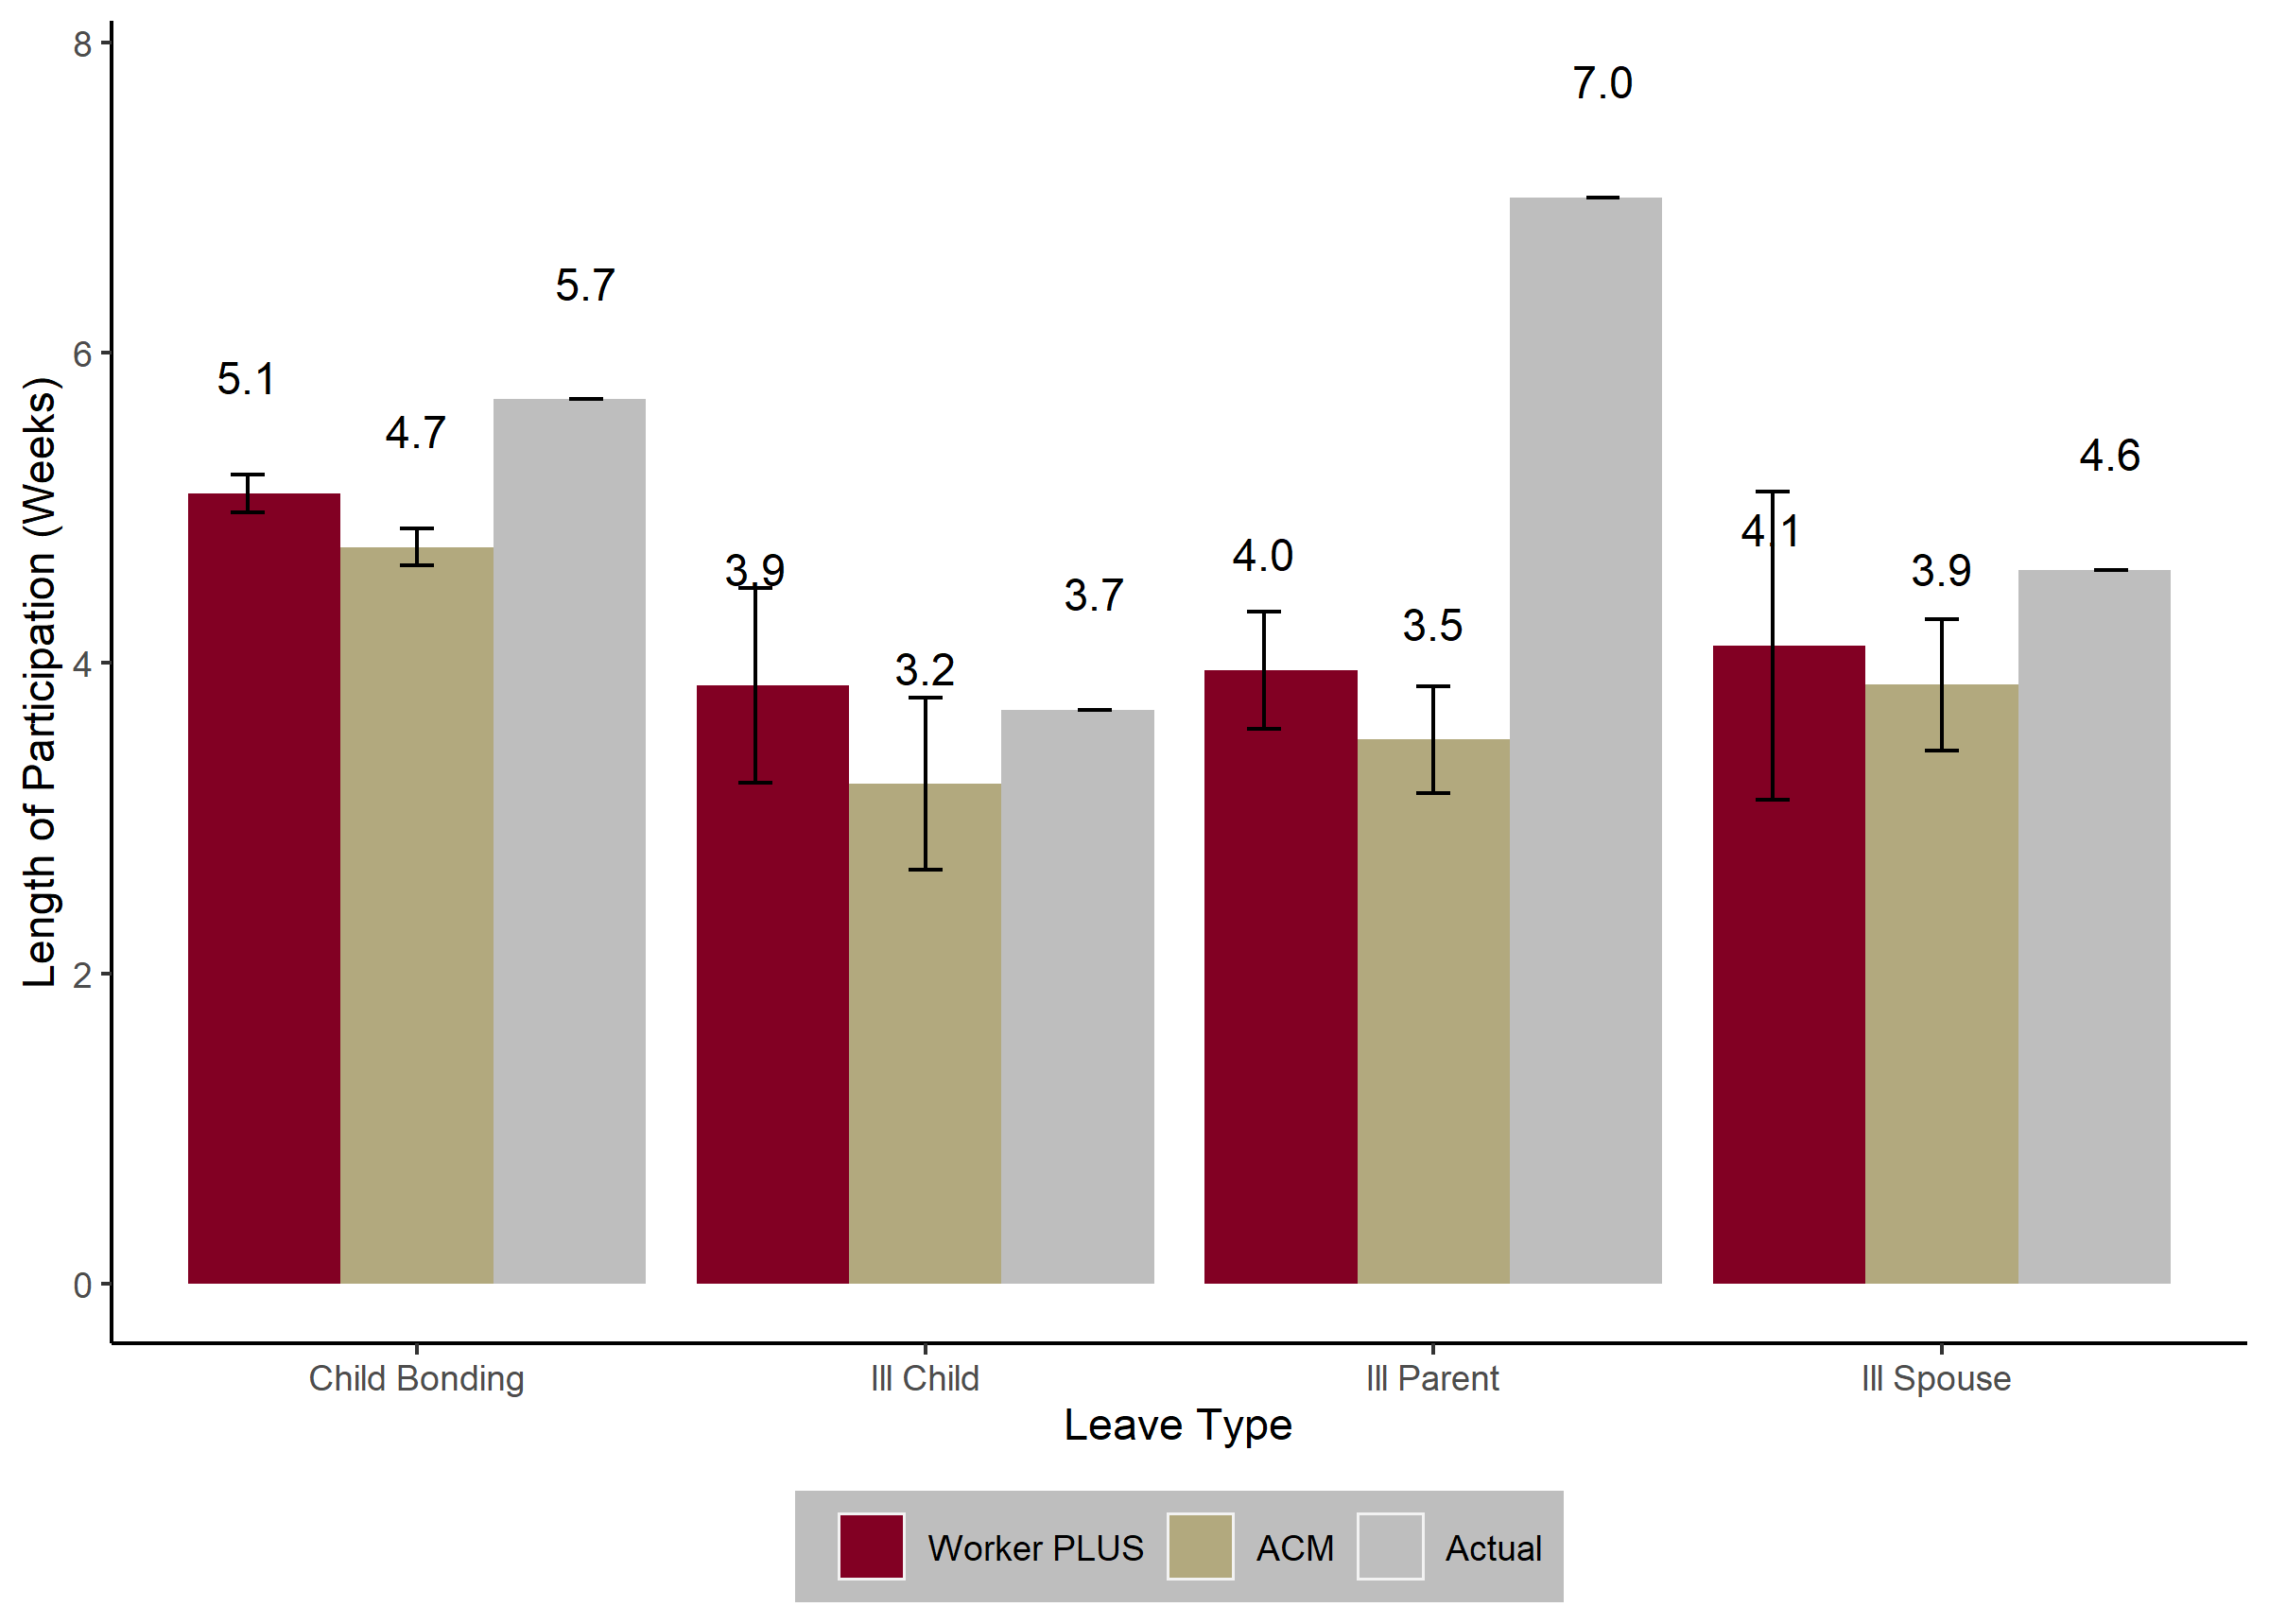 Length of Participation (Weeks)
8
6
4
2
0
5.1
4.7
5.7
3.9
3.2
3.7
4.0
3.5
7.0
4.1
3.9
4.6
Child Bonding
Ill Child
Ill Parent
Ill Spouse
Leave Type
Worker PLUS
ACM
Actual